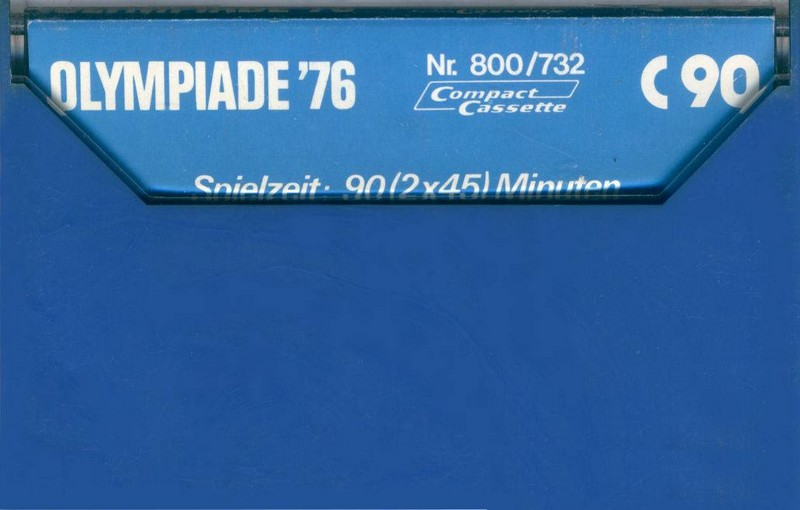 OLYMPIADE '76
Nr. 800/732
Compact
Cassette
C 90
Spielzeit: 90 (2x45) Minuten